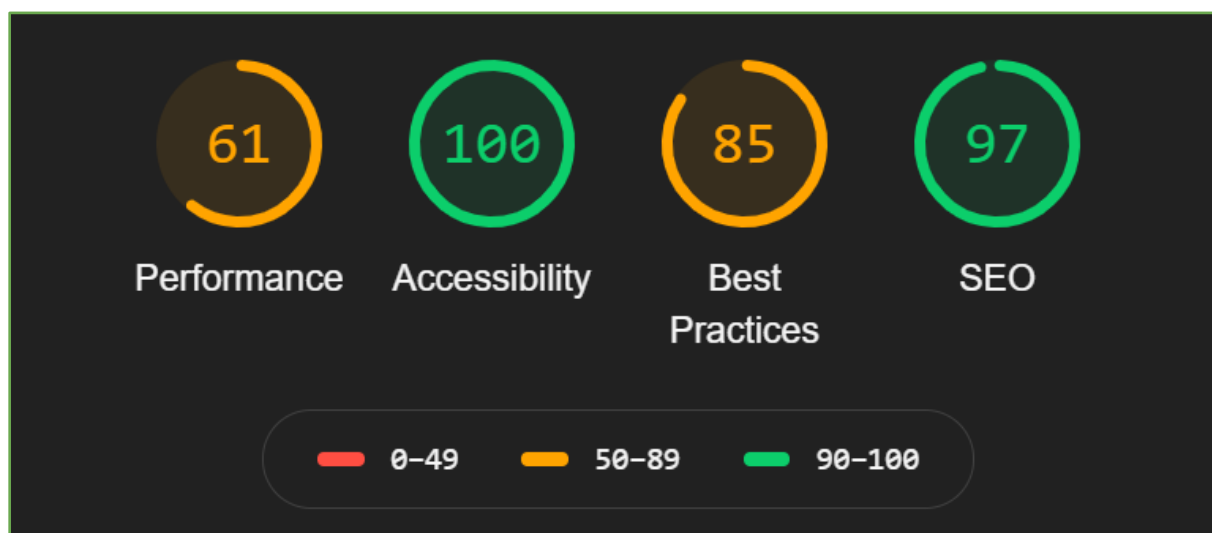 61 100 85 97
Performance Accessibility Best SEO
Practices
0–49 50–89 90–100